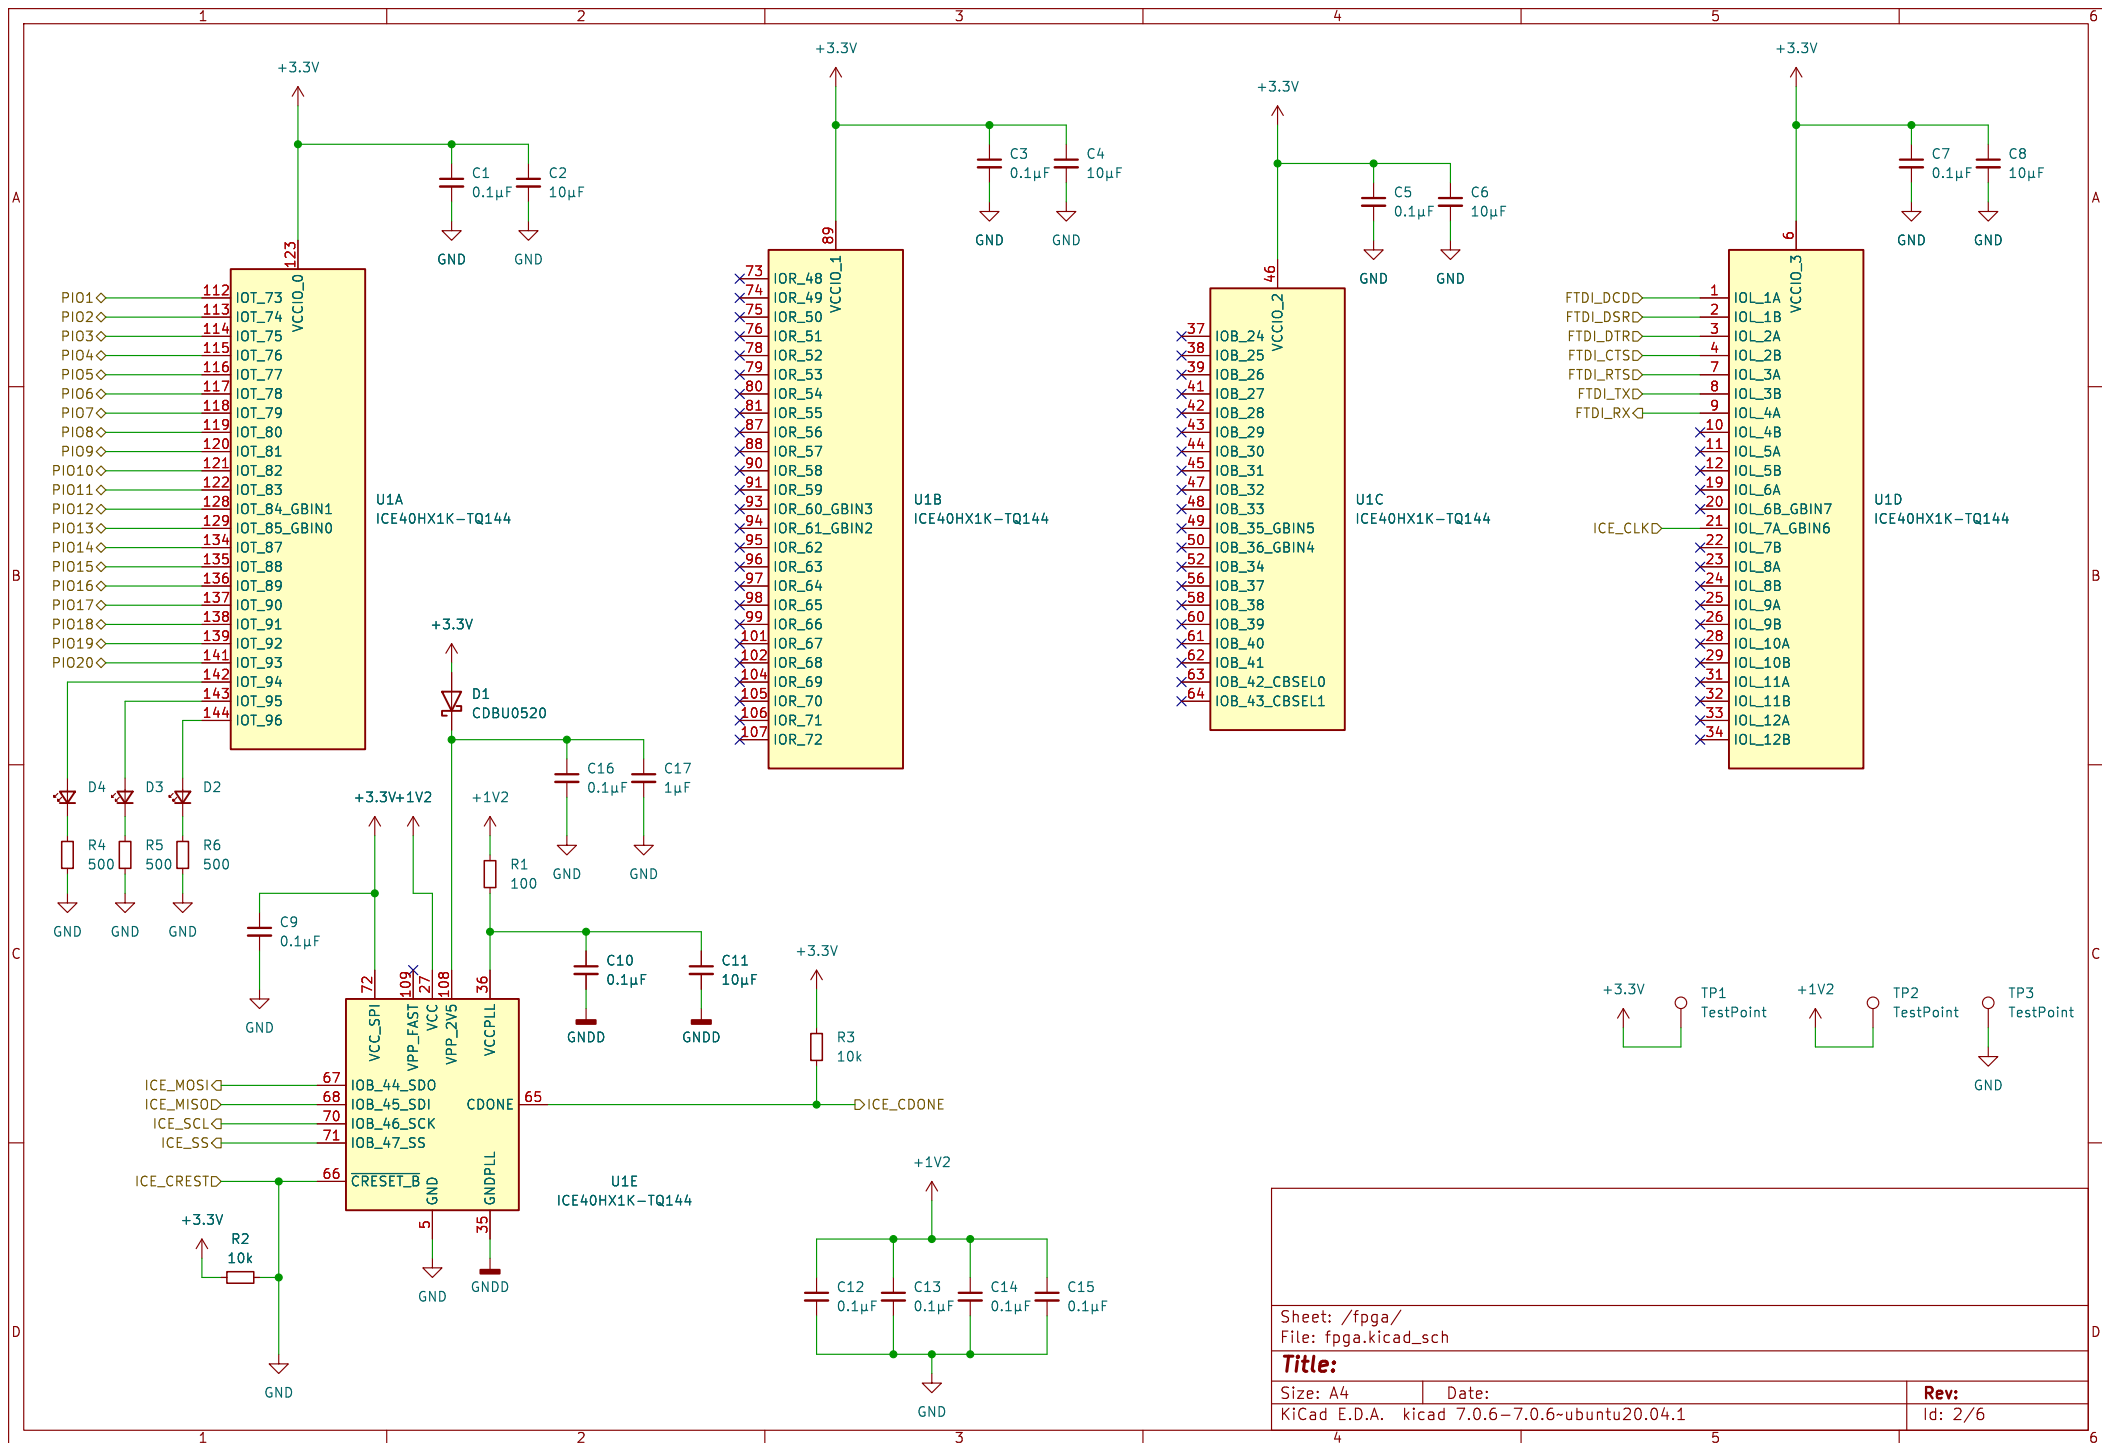 1 2 3 4 5 6
A
B
C
D
A
B
C
D
1 2 3 4 5 6
+3.3V
C1
0.1µF
C2
10µF
GND
GND
123
VCCIO_0
PIO1 112 IOT_73
PIO2 113 IOT_74
PIO3 114 IOT_75
PIO4 115 IOT_76
PIO5 116 IOT_77
PIO6 117 IOT_78
PIO7 118 IOT_79
PIO8 119 IOT_80
PIO9 120 IOT_81
PIO10 121 IOT_82
PIO11 122 IOT_83
PIO12 128 IOT_84_GBIN1
PIO13 129 IOT_85_GBIN0
PIO14 134 IOT_87
PIO15 135 IOT_88
PIO16 136 IOT_89
PIO17 137 IOT_90
PIO18 138 IOT_91
PIO19 139 IOT_92
PIO20 141 IOT_93
142 IOT_94
143 IOT_95
144 IOT_96
U1A
ICE40HX1K-TQ144
D4
D3
D2
R4
500
R5
500
R6
500
GND
GND
GND
+3.3V
C3
0.1µF
C4
10µF
GND
GND
89
VCCIO_1
73 IOR_48
74 IOR_49
75 IOR_50
76 IOR_51
78 IOR_52
79 IOR_53
80 IOR_54
81 IOR_55
87 IOR_56
88 IOR_57
90 IOR_58
91 IOR_59
93 IOR_60_GBIN3
94 IOR_61_GBIN2
95 IOR_62
96 IOR_63
97 IOR_64
98 IOR_65
99 IOR_66
101 IOR_67
102 IOR_68
104 IOR_69
105 IOR_70
106 IOR_71
107 IOR_72
U1B
ICE40HX1K-TQ144
+3.3V
C5
0.1µF
C6
10µF
GND
GND
46
VCCIO_2
37 IOB_24
38 IOB_25
39 IOB_26
41 IOB_27
42 IOB_28
43 IOB_29
44 IOB_30
45 IOB_31
47 IOB_32
48 IOB_33
49 IOB_35_GBIN5
50 IOB_36_GBIN4
52 IOB_34
56 IOB_37
58 IOB_38
60 IOB_39
61 IOB_40
62 IOB_41
63 IOB_42_CBSEL0
64 IOB_43_CBSEL1
U1C
ICE40HX1K-TQ144
+3.3V
C7
0.1µF
C8
10µF
GND
GND
6
VCCIO_3
FTDI_DCD 1 IOL_1A
FTDI_DSR 2 IOL_1B
FTDI_DTR 3 IOL_2A
FTDI_CTS 4 IOL_2B
FTDI_RTS 7 IOL_3A
FTDI_TX 8 IOL_3B
FTDI_RX 9 IOL_4A
10 IOL_4B
11 IOL_5A
12 IOL_5B
19 IOL_6A
20 IOL_6B_GBIN7
ICE_CLK 21 IOL_7A_GBIN6
22 IOL_7B
23 IOL_8A
24 IOL_8B
25 IOL_9A
26 IOL_9B
28 IOL_10A
29 IOL_10B
31 IOL_11A
32 IOL_11B
33 IOL_12A
34 IOL_12B
U1D
ICE40HX1K-TQ144
+3.3V
D1
CDBU0520
C16
0.1µF
C17
1µF
GND
GND
+3.3V
+1V2
+1V2
R1
100
C9
0.1µF
GND
C10
0.1µF
C11
10µF
GNDD
GNDD
72 109 27 108 36
VCC_SPI VPP_FAST VCC VPP_2V5 VCCPLL
ICE_MOSI 67 IOB_44_SDO
ICE_MISO 68 IOB_45_SDI
ICE_SCL 70 IOB_46_SCK
ICE_SS 71 IOB_47_SS
ICE_CREST 66 CRESET_B
CDONE 65 ICE_CDONE
+3.3V
R3
10k
GND GNDPLL
5 35
GND
GNDD
U1E
ICE40HX1K-TQ144
+3.3V
R2
10k
GND
+1V2
C12
0.1µF
C13
0.1µF
C14
0.1µF
C15
0.1µF
GND
+3.3V
TP1
TestPoint
+1V2
TP2
TestPoint
TP3
TestPoint
GND
Sheet: /fpga/
File: fpga.kicad_sch
Title:
Size: A4 Date: Rev:
KiCad E.D.A. kicad 7.0.6-7.0.6~ubuntu20.04.1 Id: 2/6